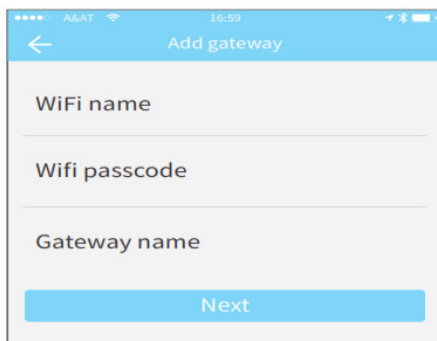 A&AT 16:59
Add gateway
WiFi name
Wifi passcode
Gateway name
Next